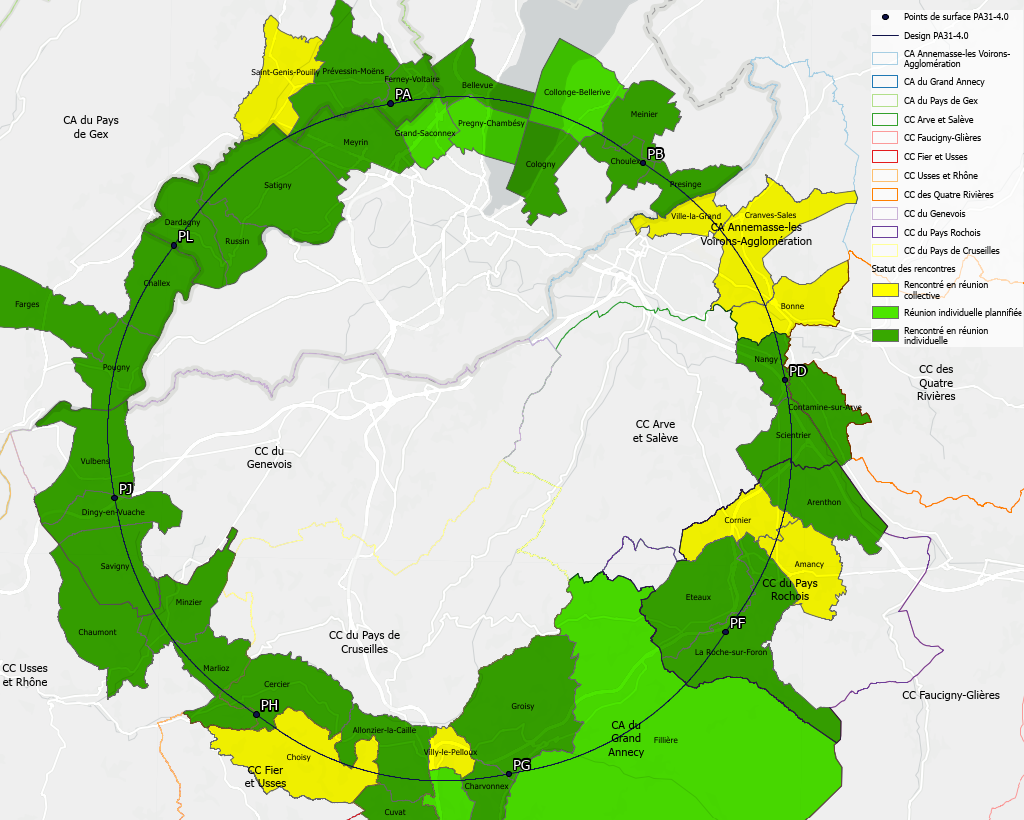 Points de surface PA31-4.0
Design PA31-4.0
CA Annemasse-les Voirons-
Agglomération
CA du Grand Annecy
CA du Pays de Gex
CC Arve et Salève
CC Faucigny-Glières
CC Fier et Usses
CC Usses et Rhône
CC des Quatre Rivières
CC du Genevois
CC du Pays Rochois
CC du Pays de Cruseilles
Statut des rencontres
Rencontré en réunion
collective
Réunion individuelle plannifiée
Rencontré en réunion
individuelle
Saint-Genis-Pouilly
Prévessin-Moëns
Ferney-Voltaire
Bellevue
Collonge-Bellerive
PA
Meinier
CA du Pays
de Gex
Meyrin
Grand-Saconnex
Pregny-Chambésy
Choulex
PB
Cologny
Satigny
Presinge
Ville-la-Grand
Cranves-Sales
CA Annemasse-les
Voirons-Agglomération
Dardagny
PL
Russin
Challex
Farges
Bonne
Pougny
Nangy
PD
CC des
Quatre
Rivières
Contamine-sur-Arve
CC Arve
et Salève
Scientrier
CC du
Genevois
Vulbens
PJ
Dingy-en-Vuache
Arenthon
Cornier
Savigny
Amancy
CC du Pays
Rochois
Minzier
Eteaux
PF
Chaumont
CC du Pays de
Cruseilles
La Roche-sur-Foron
Marlioz
CC Usses
et Rhône
Cercier
CC Faucigny-Glières
PH
Groisy
Allonzier-la-Caille
CA du
Grand
Annecy
Fillière
Choisy
Villy-le-Pelloux
PG
CC Fier
et Usses
Charvonnex
Cuvat